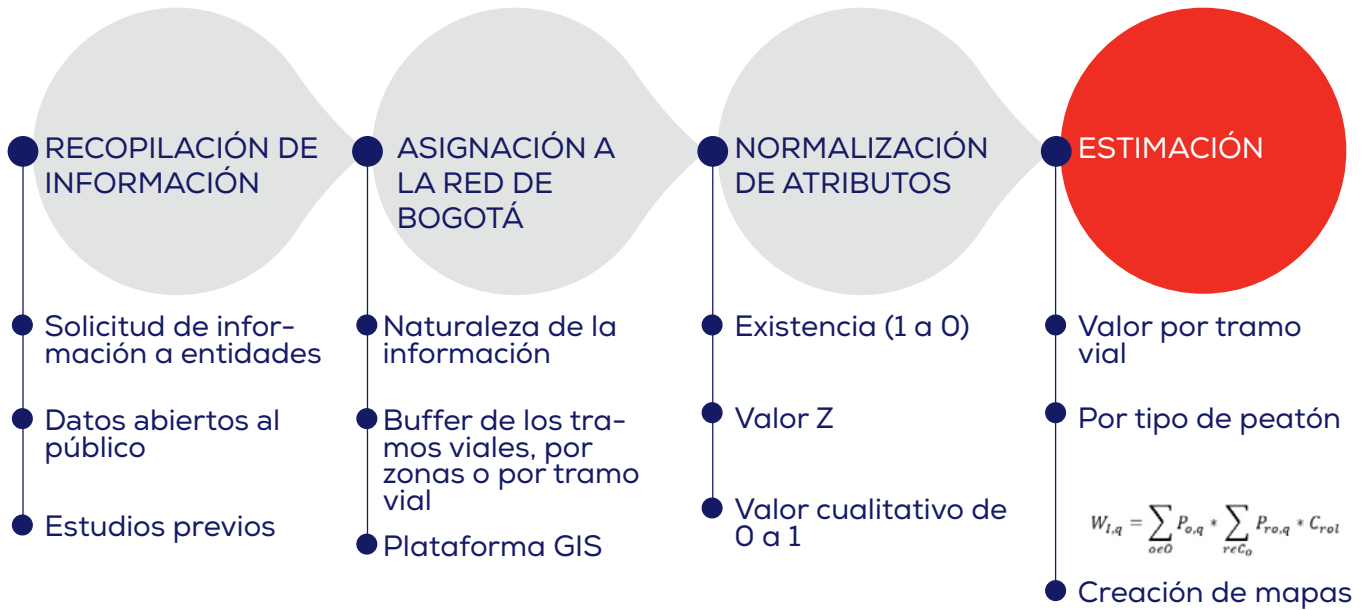 RECOPILACIÓN DE
INFORMACIÓN
Solicitud de infor-
mación a entidades
Datos abiertos al
público
Estudios previos
ASIGNACIÓN A
LA RED DE
BOGOTÁ
Naturaleza de la
información
Buffer de los tra-
mos viales, por
zonas o por tramo
vial
Plataforma GIS
NORMALIZACIÓN
DE ATRIBUTOS
Existencia (1 a 0)
Valor Z
Valor cualitativo de
0 a 1
ESTIMACIÓN
Valor por tramo
vial
Por tipo de peatón
W_{l,q} = ∑_{oeO} P_{o,q} * ∑_{reC_o} P_{ro,q} * C_{rol}
Creación de mapas